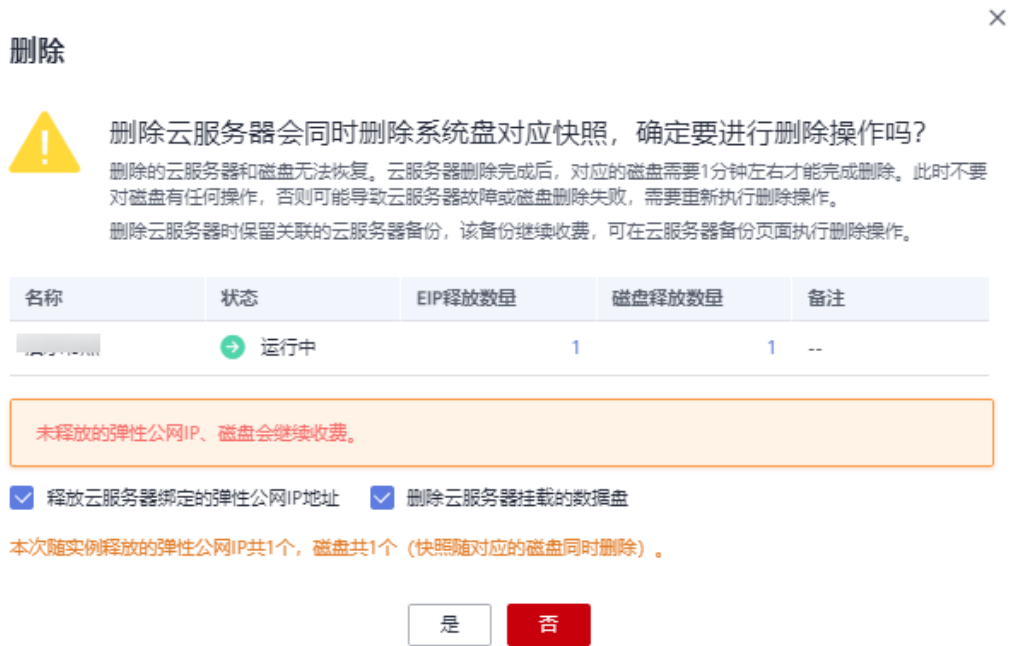 删除
删除云服务器会同时删除系统盘对应快照，确定要进行删除操作吗？
删除的云服务器和磁盘无法恢复。云服务器删除完成后，对应的磁盘需要1分钟左右才能完成删除。此时不要
对磁盘有任何操作，否则可能导致云服务器故障或磁盘删除失败，需要重新执行删除操作。
删除云服务器时保留关联的云服务器备份，该备份继续收费，可在云服务器备份页面执行删除操作。
名称 状态 EIP释放数量 磁盘释放数量 备注
运行中 1 1 --
未释放的弹性公网IP、磁盘会继续收费。
释放云服务器绑定的弹性公网IP地址 删除云服务器挂载的数据盘
本次随实例释放的弹性公网IP共1个，磁盘共1个（快照随对应的磁盘同时删除）。
是 否